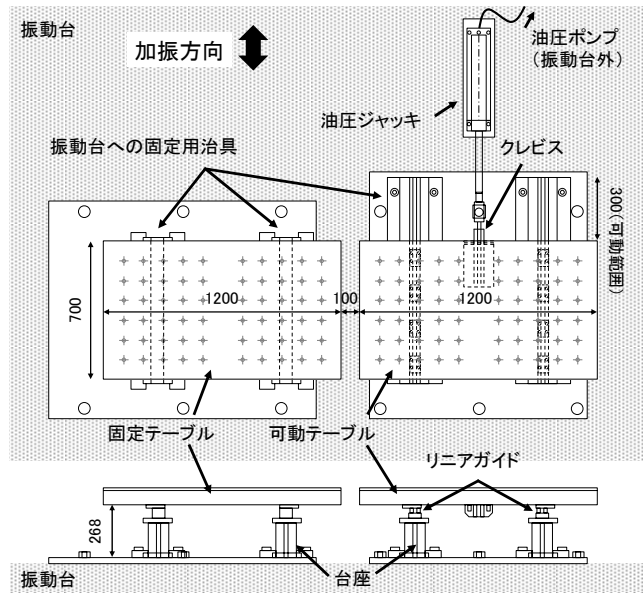 振動台
加振方向
油圧ポンプ
(振動台外)
油圧ジャッキ
振動台への固定用治具
クレビス
300(可動範囲)
1200
100
1200
700
固定テーブル
可動テーブル
リニアガイド
268
台座
振動台